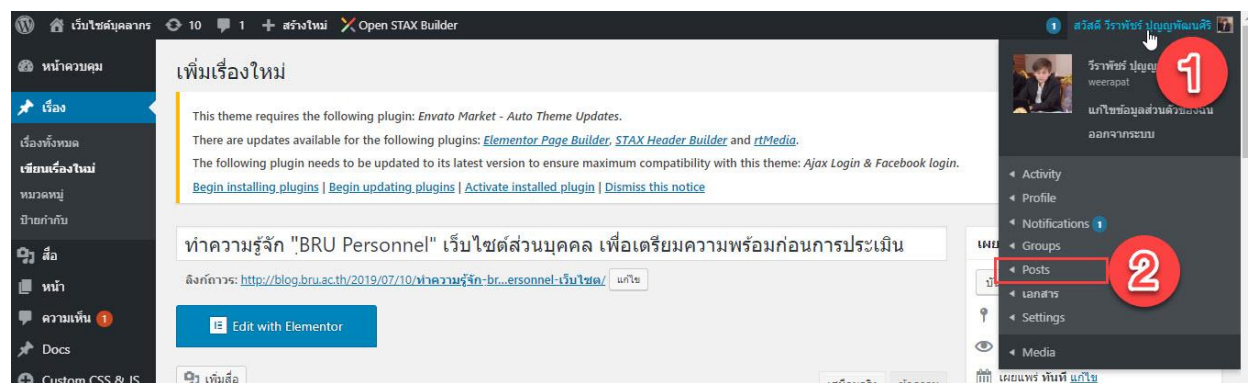 เว็บไซต์บุคลากร 10 1 สร้างใหม่ Open STAX Builder 1 สวัสดี วีราพัชร์ ปุญญพัฒนศิริ
หน้าควบคุม
เรื่อง
เรื่องทั้งหมด
เขียนเรื่องใหม่
หมวดหมู่
ป้ายกำกับ
สื่อ
หน้า
ความเห็น 1
Docs
Custom CSS & JS
เพิ่มเรื่องใหม่
This theme requires the following plugin: Envato Market - Auto Theme Updates.
There are updates available for the following plugins: Elementor Page Builder, STAX Header Builder and rtMedia.
The following plugin needs to be updated to its latest version to ensure maximum compatibility with this theme: Ajax Login & Facebook login.
Begin installing plugins | Begin updating plugins | Activate installed plugin | Dismiss this notice
ทำความรู้จัก "BRU Personnel" เว็บไซต์ส่วนบุคคล เพื่อเตรียมความพร้อมก่อนการประเมิน
ลิงก์ถาวร: http://blog.bru.ac.th/2019/07/10/ทำความรู้จัก-br...ersonnel-เว็บไซต/ แก้ไข
Edit with Elementor
เพิ่มสื่อ
วีราพัชร์
1
weerapat
แก้ไขข้อมูลส่วนตัวของฉัน
ออกจากระบบ
Activity
Profile
Notifications 1
Groups
Posts
2
เอกสาร
Settings
Media
เผยแพร่ ทันที แก้ไข